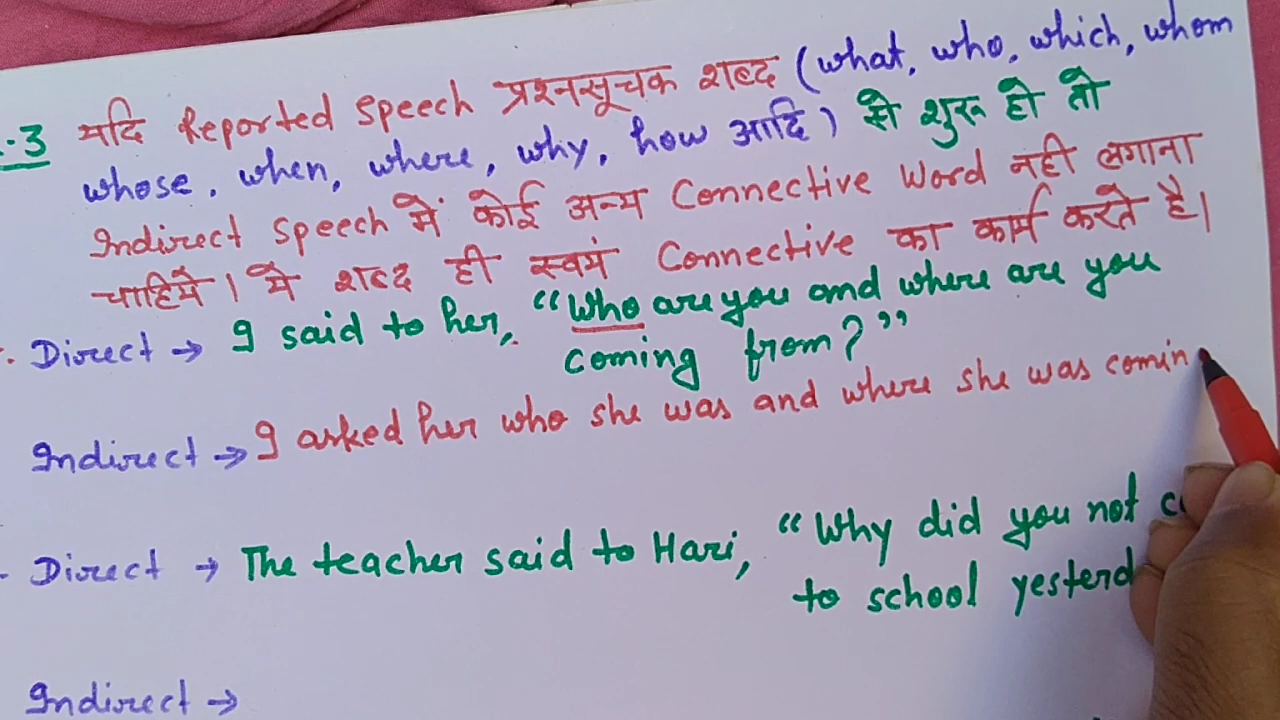 .3 यदि Reported speech प्रश्नसूचक शब्द (what, who, which, whom
whose, when, where, why, how आदि) से शुरू हो तो
Indirect speech में कोई अन्य Connective Word नही लगाना
चाहिये। ये शब्द ही स्वयं Connective का कार्य करते है।
Direct → I said to her, "Who are you and where are you
coming from?"
Indirect → I asked her who she was and where she was comin
Direct → The teacher said to Hari, "Why did you not c
to school yesterd
Indirect →